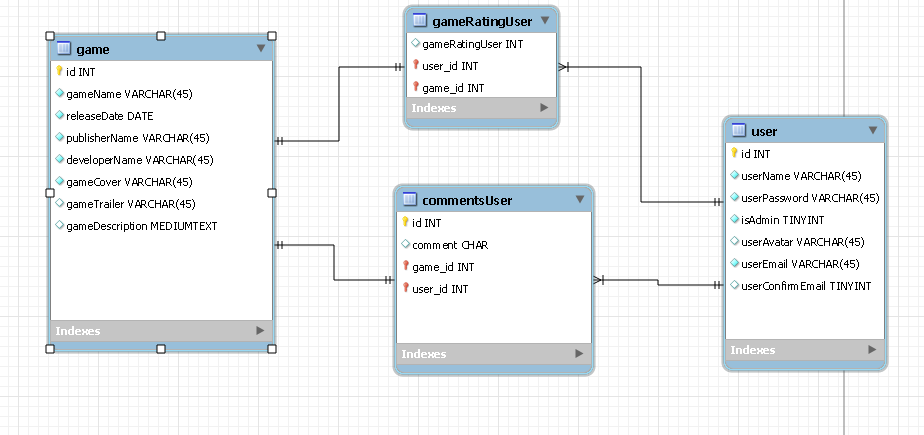 game
id INT
gameName VARCHAR(45)
releaseDate DATE
publisherName VARCHAR(45)
developerName VARCHAR(45)
gameCover VARCHAR(45)
gameTrailer VARCHAR(45)
gameDescription MEDIUMTEXT
Indexes
gameRatingUser
gameRatingUser INT
user_id INT
game_id INT
Indexes
commentsUser
id INT
comment CHAR
game_id INT
user_id INT
Indexes
user
id INT
userName VARCHAR(45)
userPassword VARCHAR(45)
isAdmin TINYINT
userAvatar VARCHAR(45)
userEmail VARCHAR(45)
userConfirmEmail TINYINT
Indexes